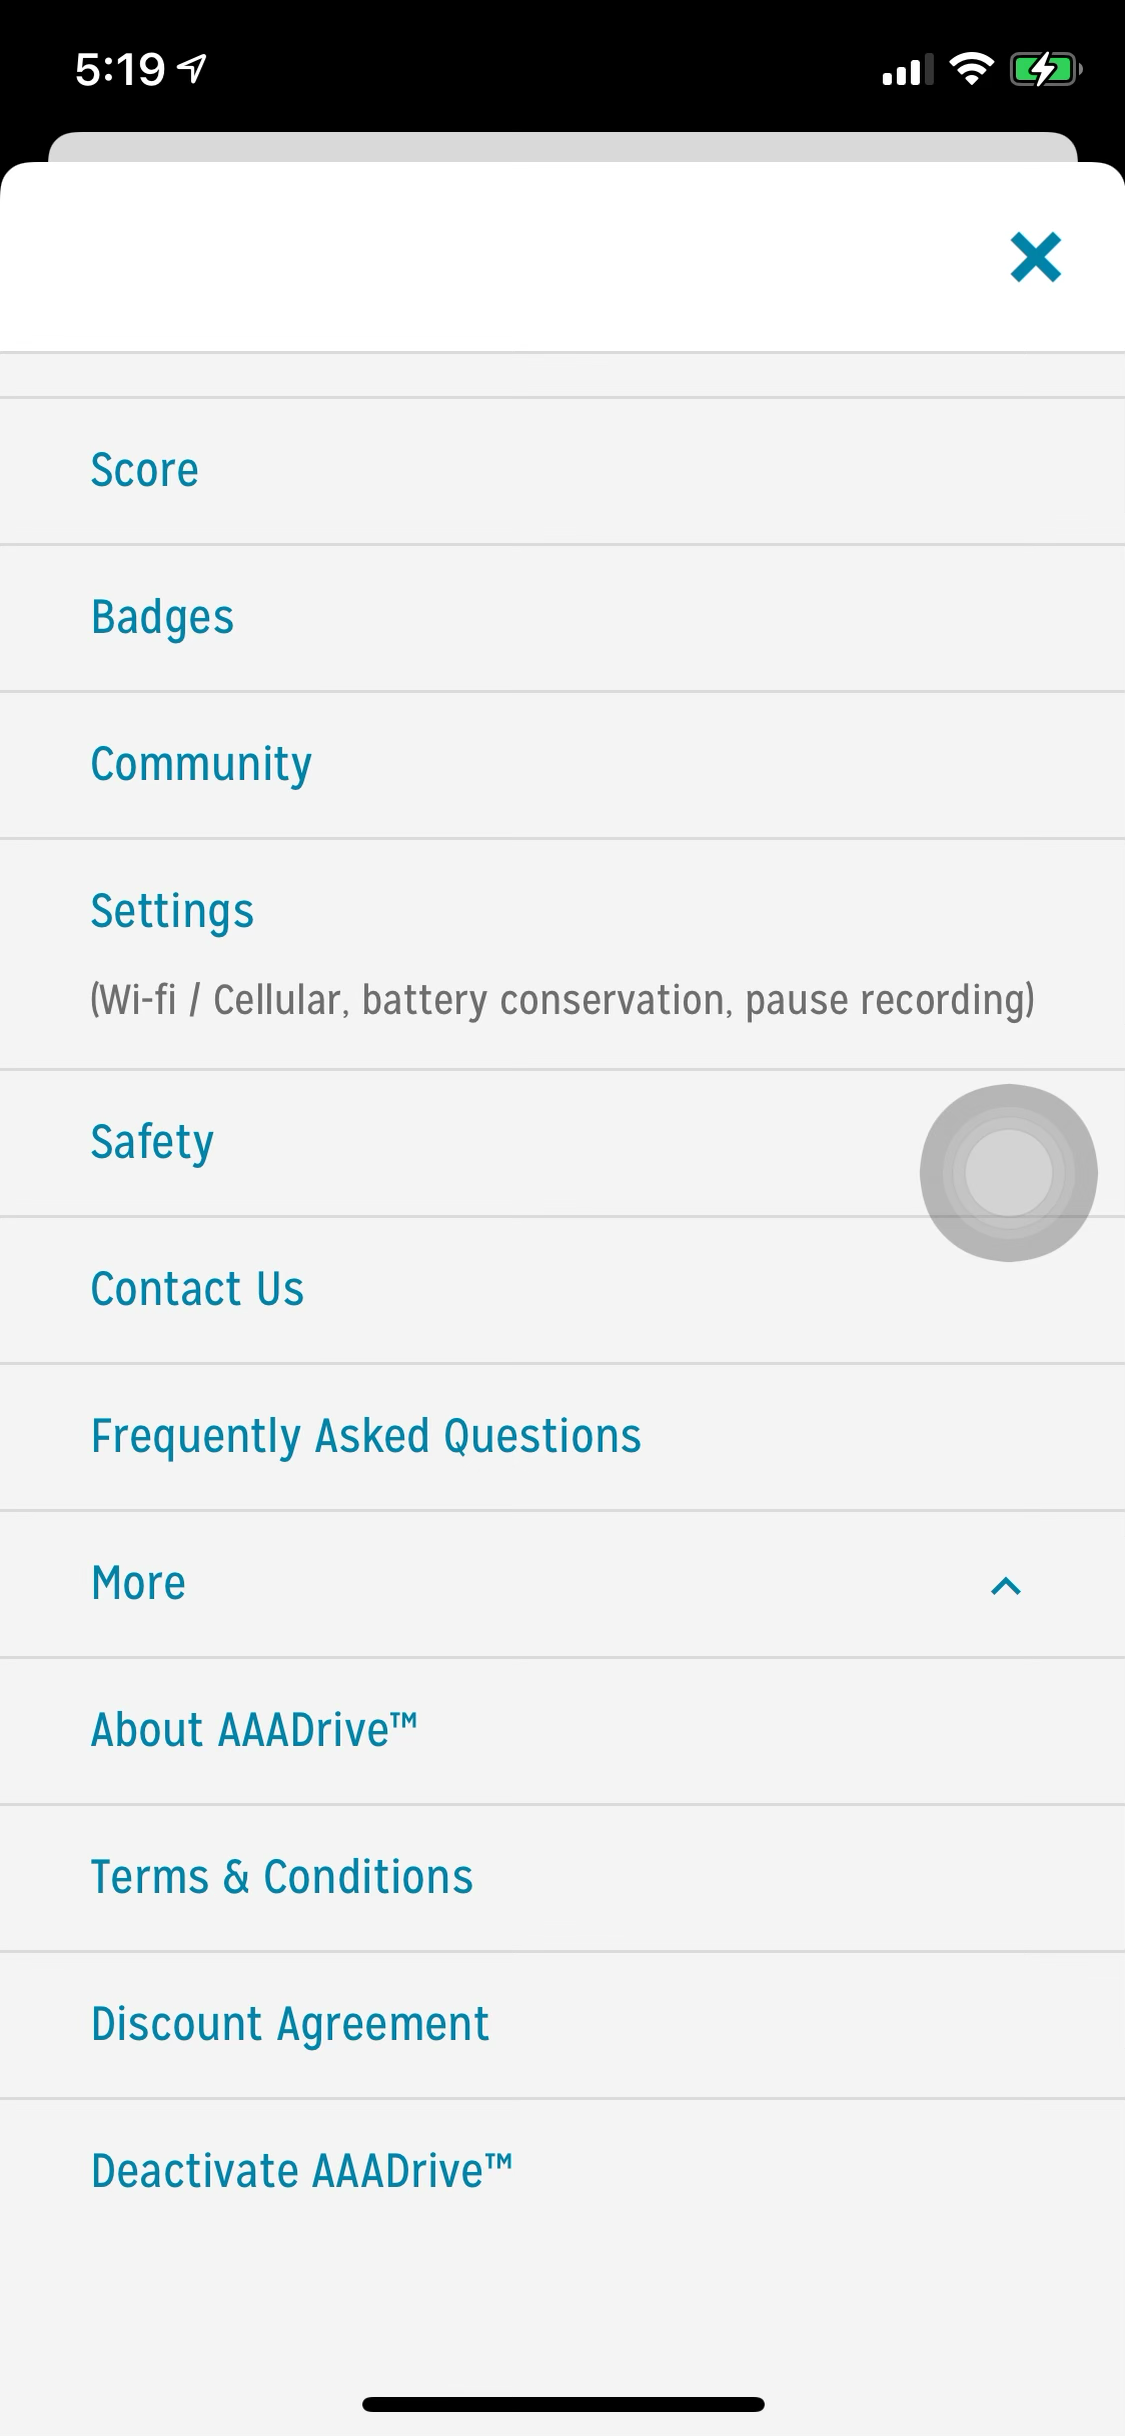 5:19
Score
Badges
Community
Settings
(Wi-fi / Cellular, battery conservation, pause recording)
Safety
Contact Us
Frequently Asked Questions
More
About AAADrive™
Terms & Conditions
Discount Agreement
Deactivate AAADrive™